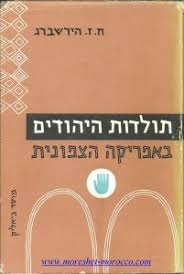 ח. ז. הירשברג
תולדות היהודים
באפריקה הצפונית
מוסד ביאליק
www.moreshet-morocco.com